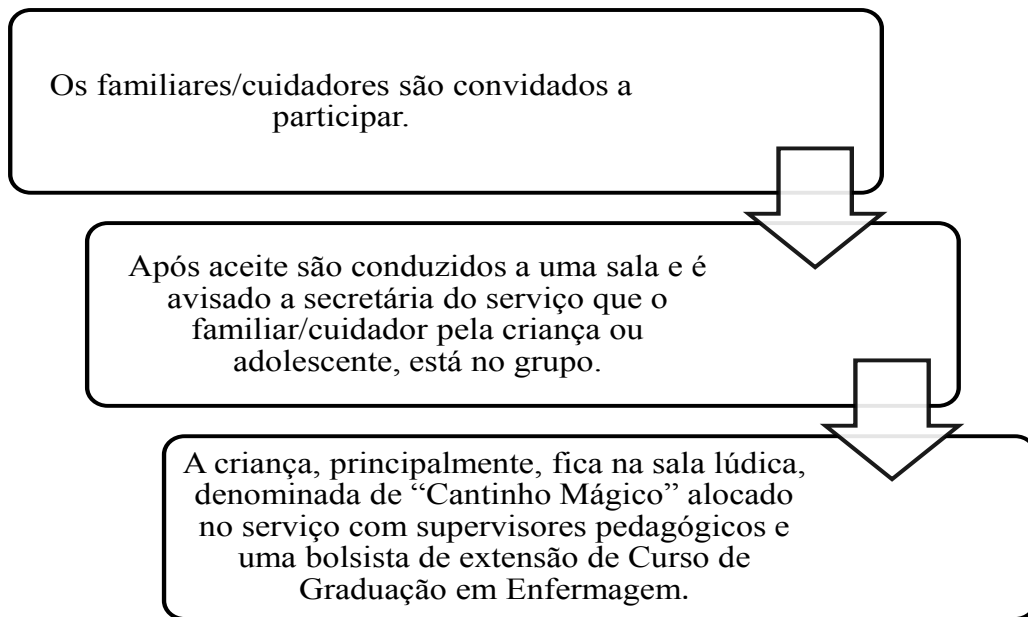 Os familiares/cuidadores são convidados a
participar.
Após aceite são conduzidos a uma sala e é
avisado a secretária do serviço que o
familiar/cuidador pela criança ou
adolescente, está no grupo.
A criança, principalmente, fica na sala lúdica,
denominada de “Cantinho Mágico” alocado
no serviço com supervisores pedagógicos e
uma bolsista de extensão de Curso de
Graduação em Enfermagem.